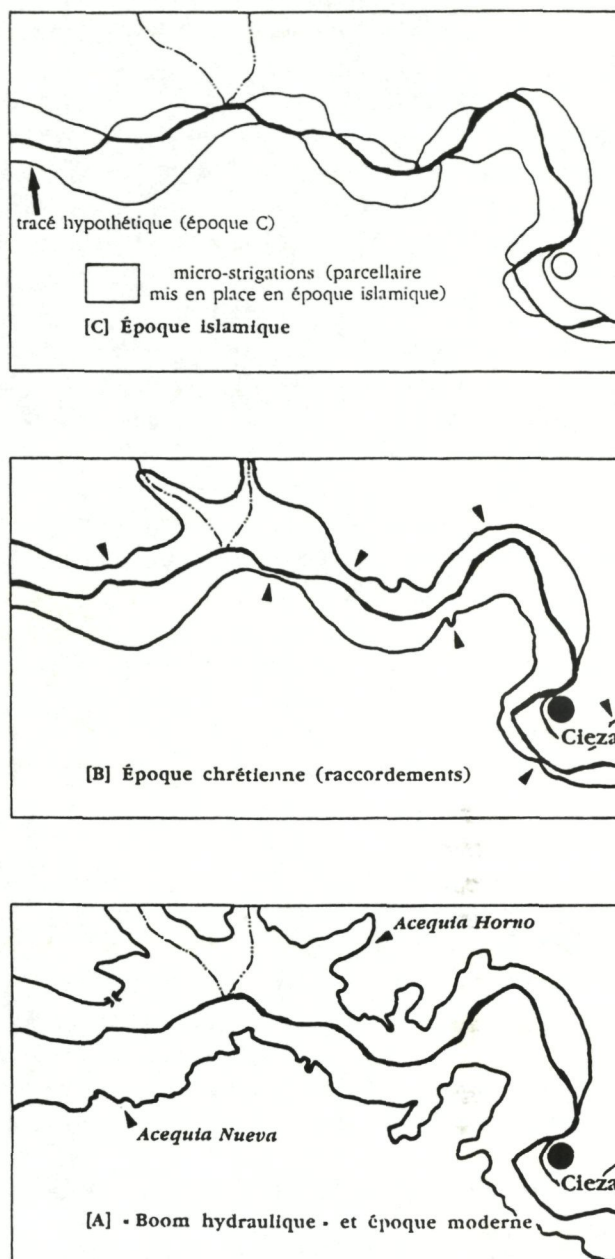 tracé hypothétique (époque C)
micro-strigations (parcellaire
mis en place en époque islamique)
[C] Époque islamique
Cieza
[B] Époque chrétienne (raccordements)
Acequia Horno
Acequia Nueva
Cieza
[A] - Boom hydraulique - et époque moderne